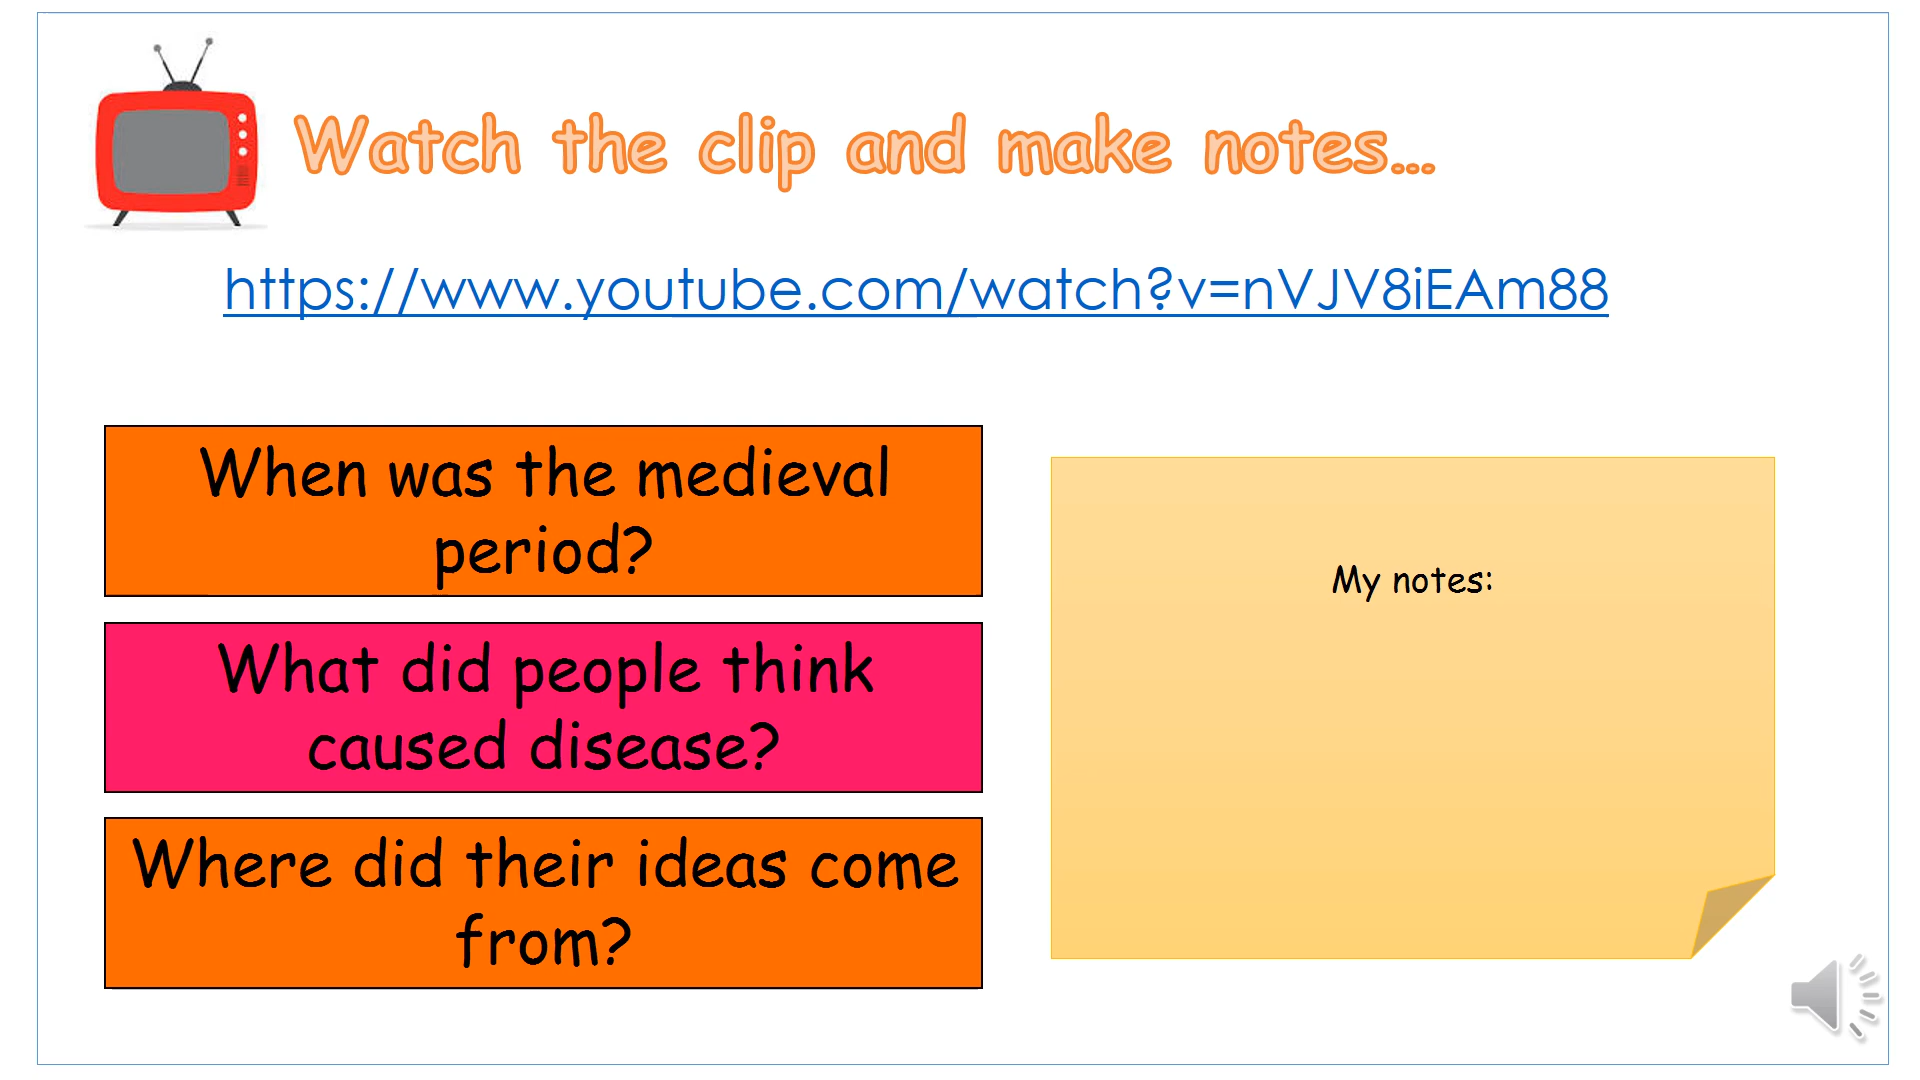 Watch the clip and make notes...
https://www.youtube.com/watch?v=nVJV8iEAm88
When was the medieval
period?
What did people think
caused disease?
Where did their ideas come
from?
My notes: